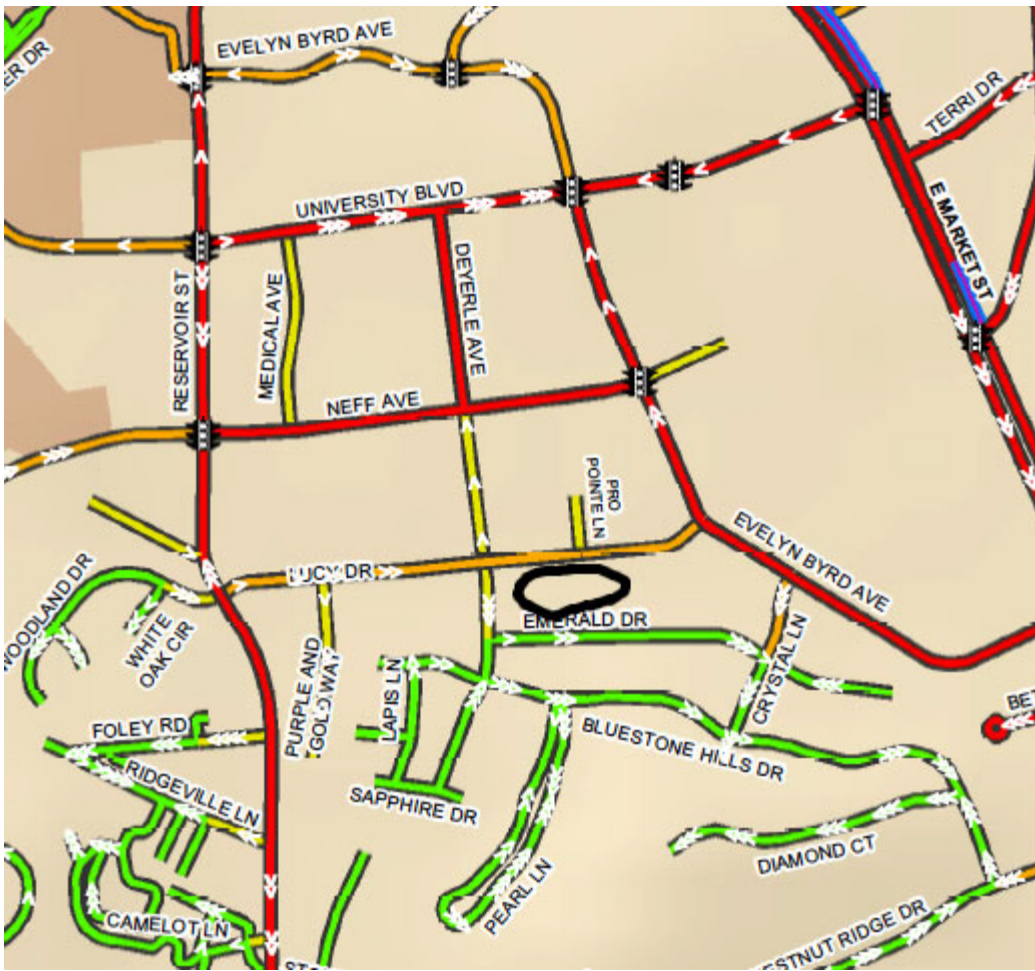 EVELYN BYRD AVE
ER DR
TERRI DR
UNIVERSITY BLVD
E MARKET ST
RESERVOIR ST
MEDICAL AVE
DEYERLE AVE
NEFF AVE
PRO
POINTE LN
EVELYN BYRD AVE
LUCY DR
WOODLAND DR
WHITE
OAK CIR
EMERALD DR
CRYSTAL LN
PURPLE AND
GOLD WAY
LAPIS LN
BE
FOLEY RD
BLUESTONE HILLS DR
RIDGEVILLE LN
SAPPHIRE DR
DIAMOND CT
PEARL LN
CAMELOT LN
ESTNUT RIDGE DR
STO